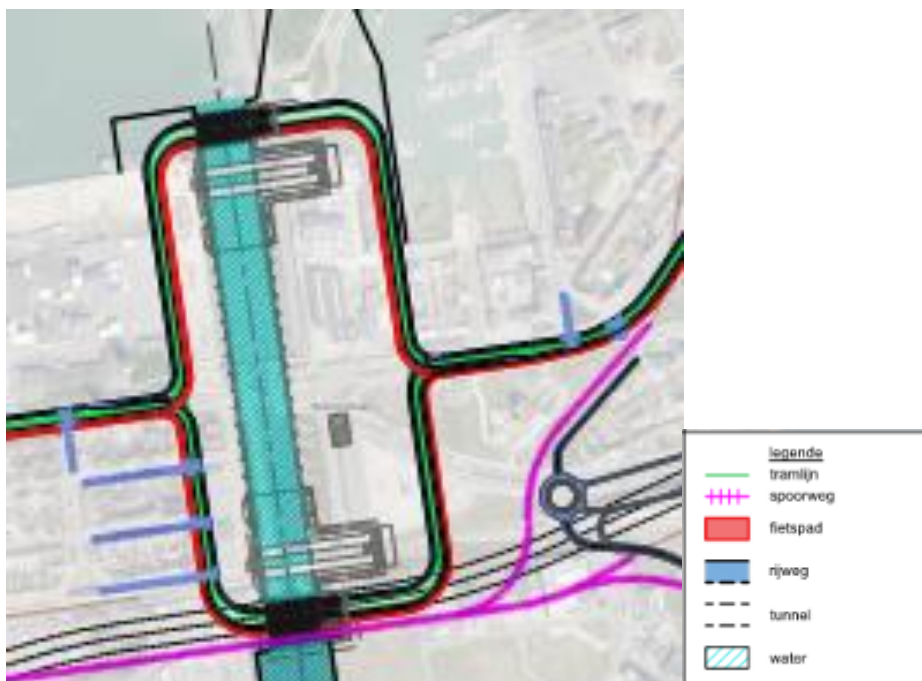 legende
tramlijn
spoorweg
fietspad
rijweg
tunnel
water